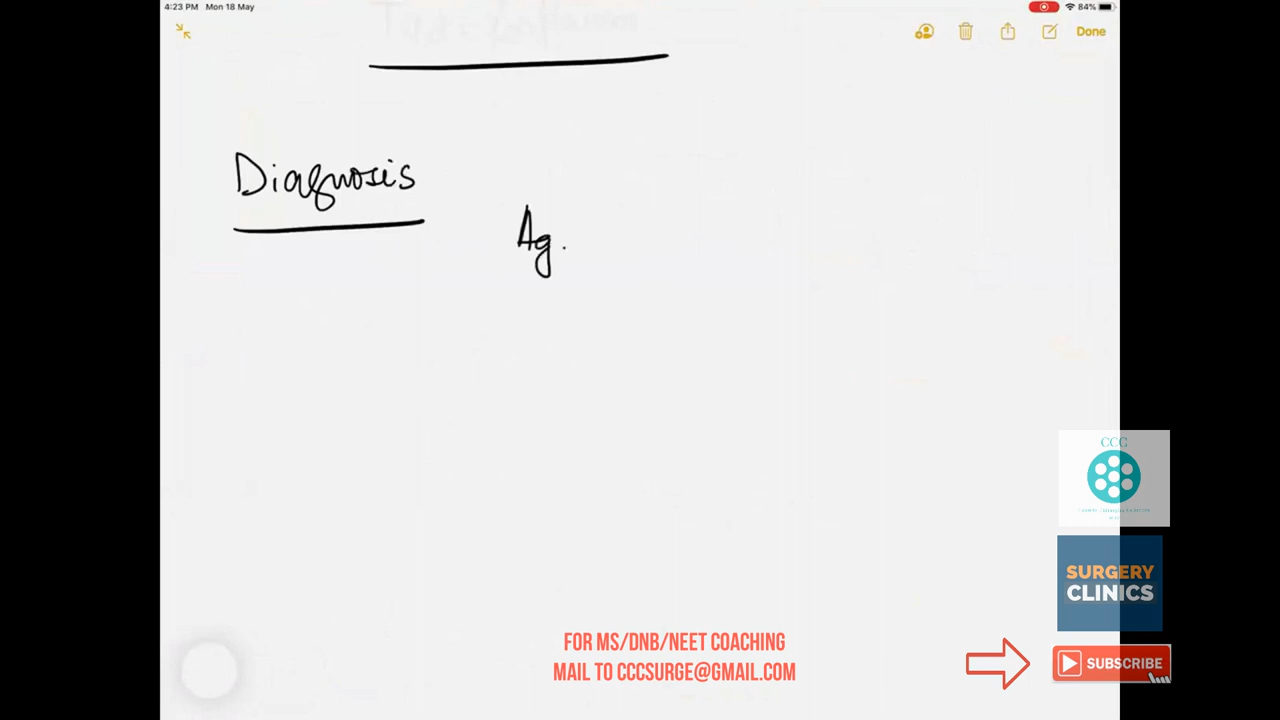 4:23 PM Mon 18 May
84%
Done
Diagnosis
Ag.
CCC
SURGERY
CLINICS
FOR MS/DNB/NEET COACHING
MAIL TO CCCSURGE@GMAIL.COM
SUBSCRIBE